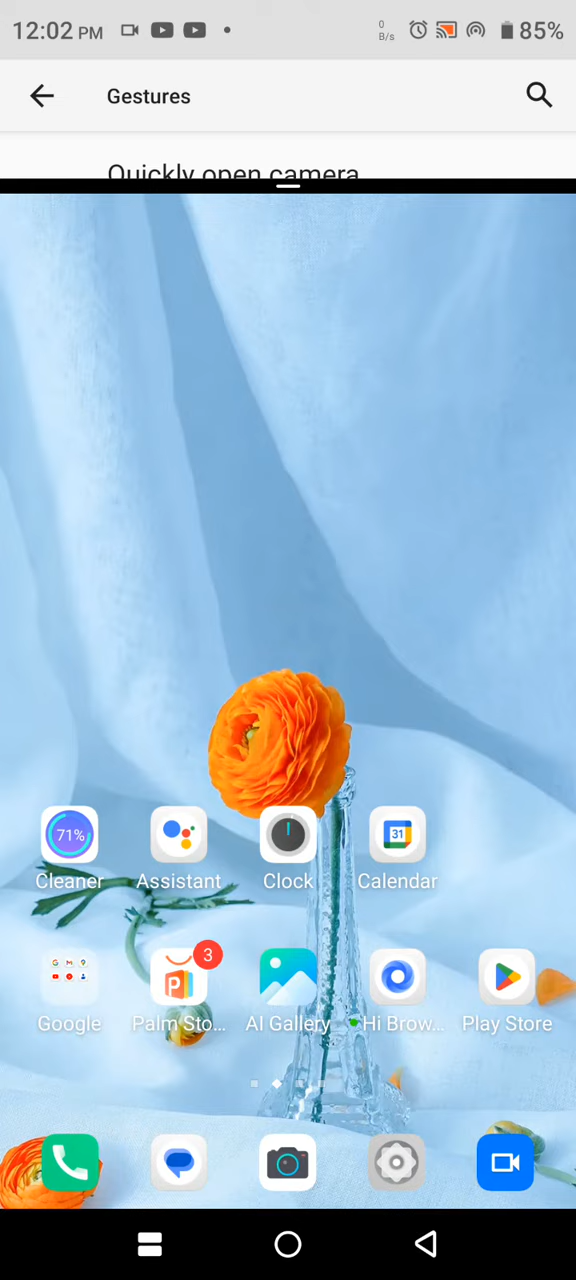 12:02 PM
0 B/s
85%
Gestures
Quickly open camera
71%
31
Cleaner
Assistant
Clock
Calendar
3
Google
Palm Sto...
AI Gallery
Hi Brow...
Play Store